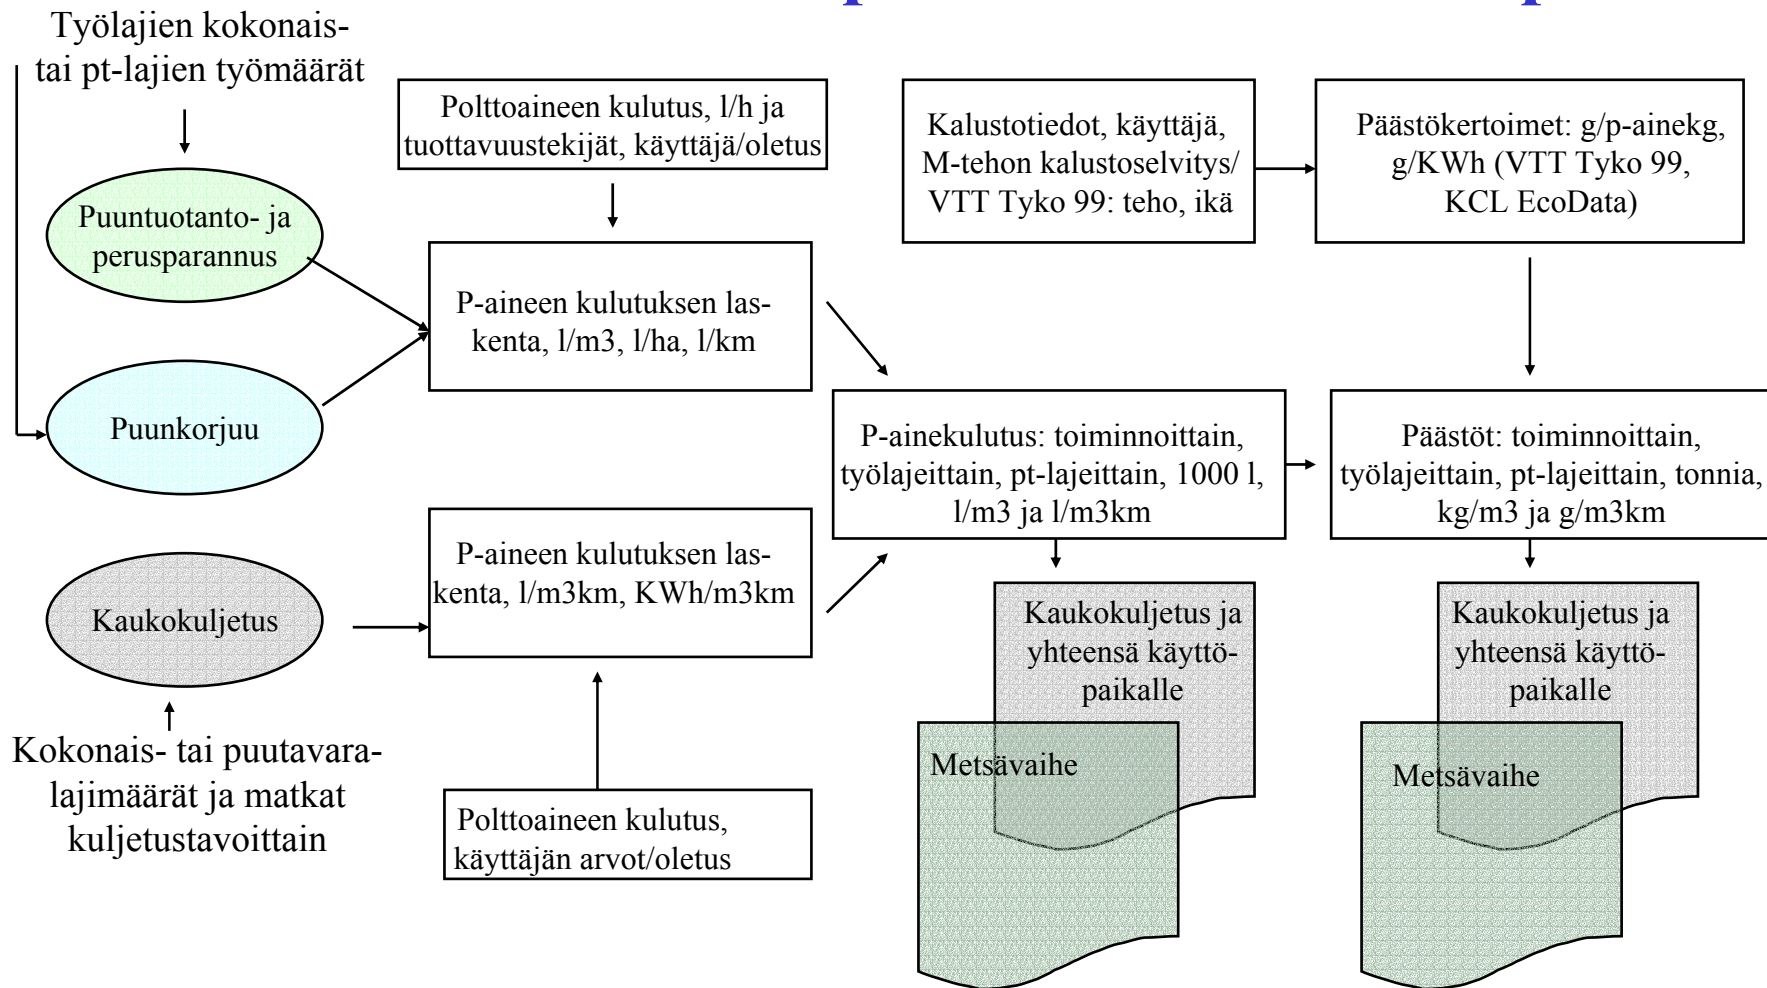 Työlajien kokonais-
tai pt-lajien työmäärät
Polttoaineen kulutus, l/h ja
tuottavuustekijät, käyttäjä/oletus
Kalustotiedot, käyttäjä,
M-tehon kalustoselvitys/
VTT Tyko 99: teho, ikä
Päästökertoimet: g/p-ainekg,
g/KWh (VTT Tyko 99,
KCL EcoData)
Puuntuotanto- ja
perusparannus
P-aineen kulutuksen las-
kenta, l/m3, l/ha, l/km
Puunkorjuu
P-ainekulutus: toiminnoittain,
työlajeittain, pt-lajeittain, 1000 l,
l/m3 ja l/m3km
Päästöt: toiminnoittain,
työlajeittain, pt-lajeittain, tonnia,
kg/m3 ja g/m3km
P-aineen kulutuksen las-
kenta, l/m3km, KWh/m3km
Kaukokuljetus
Kaukokuljetus ja
yhteensä käyttö-
paikalle
Kaukokuljetus ja
yhteensä käyttö-
paikalle
Kokonais- tai puutavara-
lajimäärät ja matkat
kuljetustavoittain
Metsävaihe
Metsävaihe
Polttoaineen kulutus,
käyttäjän arvot/oletus